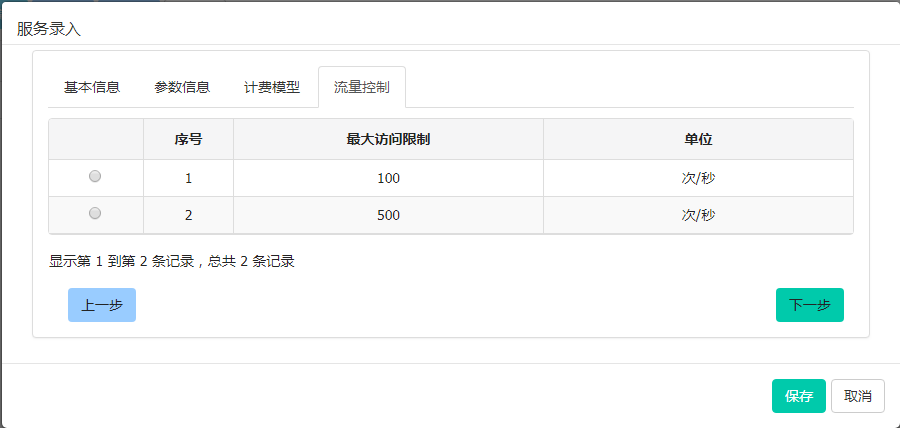 服务录入
基本信息 参数信息 计费模型 流量控制
序号 最大访问限制 单位
1 100 次/秒
2 500 次/秒
显示第 1 到第 2 条记录，总共 2 条记录
上一步 下一步
保存 取消